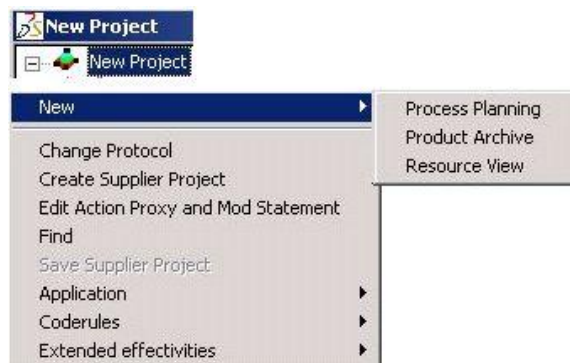 New Project
New Project
New
Process Planning
Product Archive
Resource View
Change Protocol
Create Supplier Project
Edit Action Proxy and Mod Statement
Find
Save Supplier Project
Application
Coderules
Extended effectivities